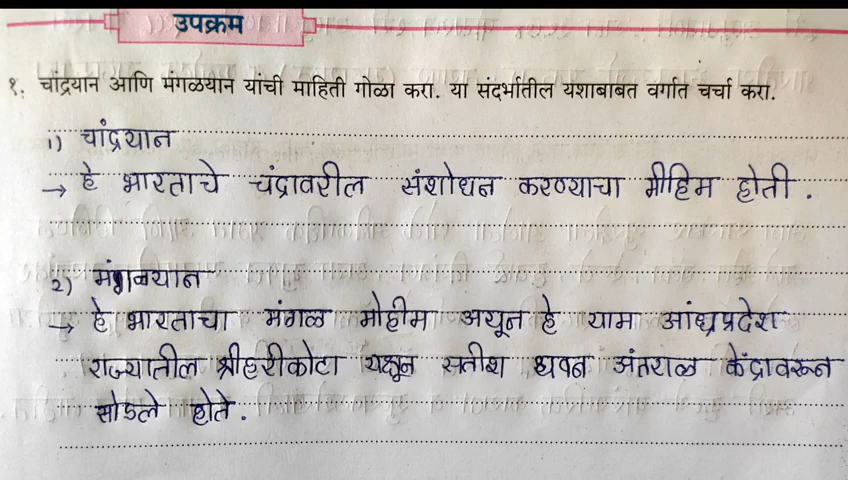 उपक्रम
१. चांद्रयान आणि मंगळयान यांची माहिती गोळा करा. या संदर्भातील यशाबाबत वर्गात चर्चा करा.
1) चांद्रयान
→ हे भारताचे चंद्रावरील संशोधन करण्याचा मोहिम होती.
2) मंगळयान
→ हे भारताचा मंगळ मोहीम असून हे याम आंध्रप्रदेश
राज्यातील श्रीहरीकोटा सतीश धवन अंतराळ केंद्रावरून
सोडले होते.